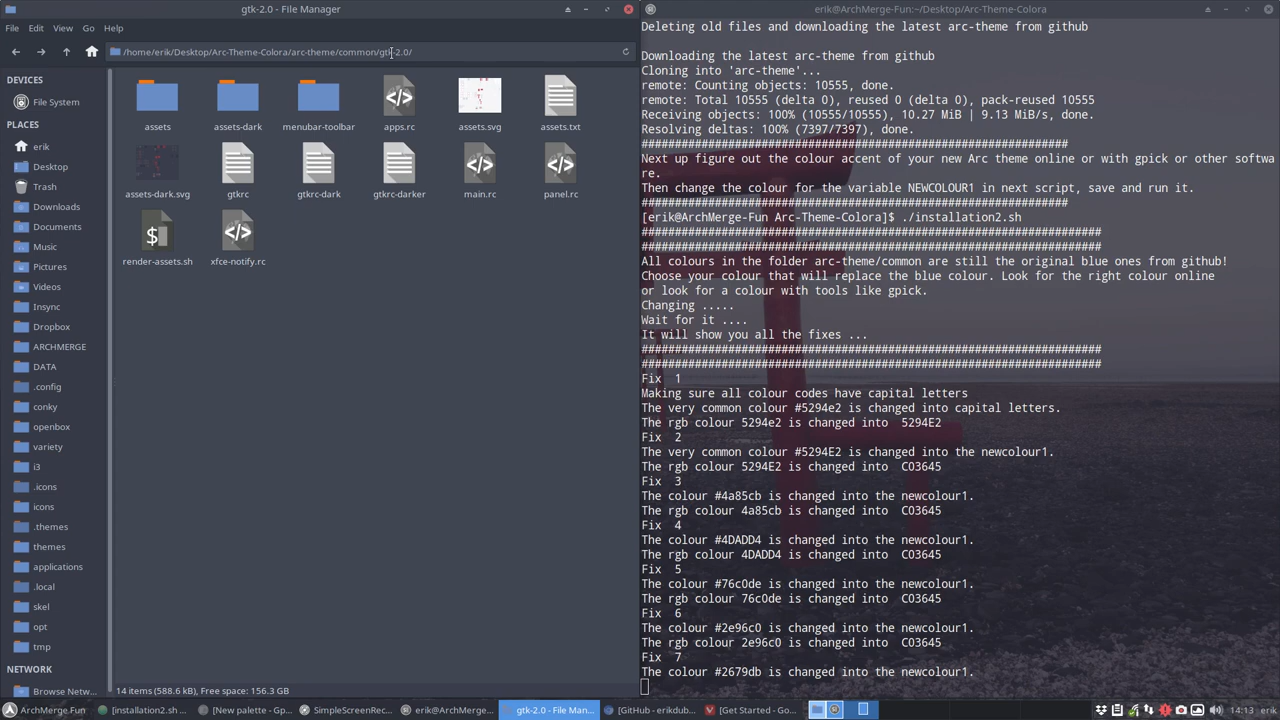 gtk-2.0 - File Manager
File Edit View Go Help
/home/erik/Desktop/Arc-Theme-Colora/arc-theme/common/gtk-2.0/
DEVICES
File System
PLACES
erik
Desktop
Trash
Downloads
Documents
Music
Pictures
Videos
Insync
Dropbox
ARCHMERGE
DATA
.config
conky
openbox
variety
i3
.icons
icons
.themes
themes
applications
.local
skel
opt
tmp
NETWORK
Browse Netw...
assets assets-dark menubar-toolbar apps.rc assets.svg assets.txt
assets-dark.svg gtkrc gtkrc-dark gtkrc-darker main.rc panel.rc
render-assets.sh xfce-notify.rc
14 items (588.6 kB), Free space: 156.3 GB
erik@ArchMerge-Fun:~/Desktop/Arc-Theme-Colora
Deleting old files and downloading the latest arc-theme from github
Downloading the latest arc-theme from github
Cloning into 'arc-theme'...
remote: Counting objects: 10555, done.
remote: Total 10555 (delta 0), reused 0 (delta 0), pack-reused 10555
Receiving objects: 100% (10555/10555), 10.27 MiB | 9.13 MiB/s, done.
Resolving deltas: 100% (7397/7397), done.
################################################################
Next up figure out the colour accent of your new Arc theme online or with gpick or other softwa
re.
Then change the colour for the variable NEWCOLOUR1 in next script, save and run it.
################################################################
[erik@ArchMerge-Fun Arc-Theme-Colora]$ ./installation2.sh
####################################################################
####################################################################
All colours in the folder arc-theme/common are still the original blue ones from github!
Choose your colour that will replace the blue colour. Look for the right colour online
or look for a colour with tools like gpick.
Changing .....
Wait for it ....
It will show you all the fixes ...
####################################################################
####################################################################
Fix 1
Making sure all colour codes have capital letters
The very common colour #5294e2 is changed into capital letters.
The rgb colour 5294e2 is changed into 5294E2
Fix 2
The very common colour #5294E2 is changed into the newcolour1.
The rgb colour 5294E2 is changed into C03645
Fix 3
The colour #4a85cb is changed into the newcolour1.
The rgb colour 4a85cb is changed into C03645
Fix 4
The colour #4DADD4 is changed into the newcolour1.
The rgb colour 4DADD4 is changed into C03645
Fix 5
The colour #76c0de is changed into the newcolour1.
The rgb colour 76c0de is changed into C03645
Fix 6
The colour #2e96c0 is changed into the newcolour1.
The rgb colour 2e96c0 is changed into C03645
Fix 7
The colour #2679db is changed into the newcolour1.
ArchMerge Fun [installation2.sh ... [New palette - Gp... SimpleScreenRec... erik@ArchMerge-... gtk-2.0 - File Man... [GitHub - erikdub... [Get Started - Go... 14:13 erik